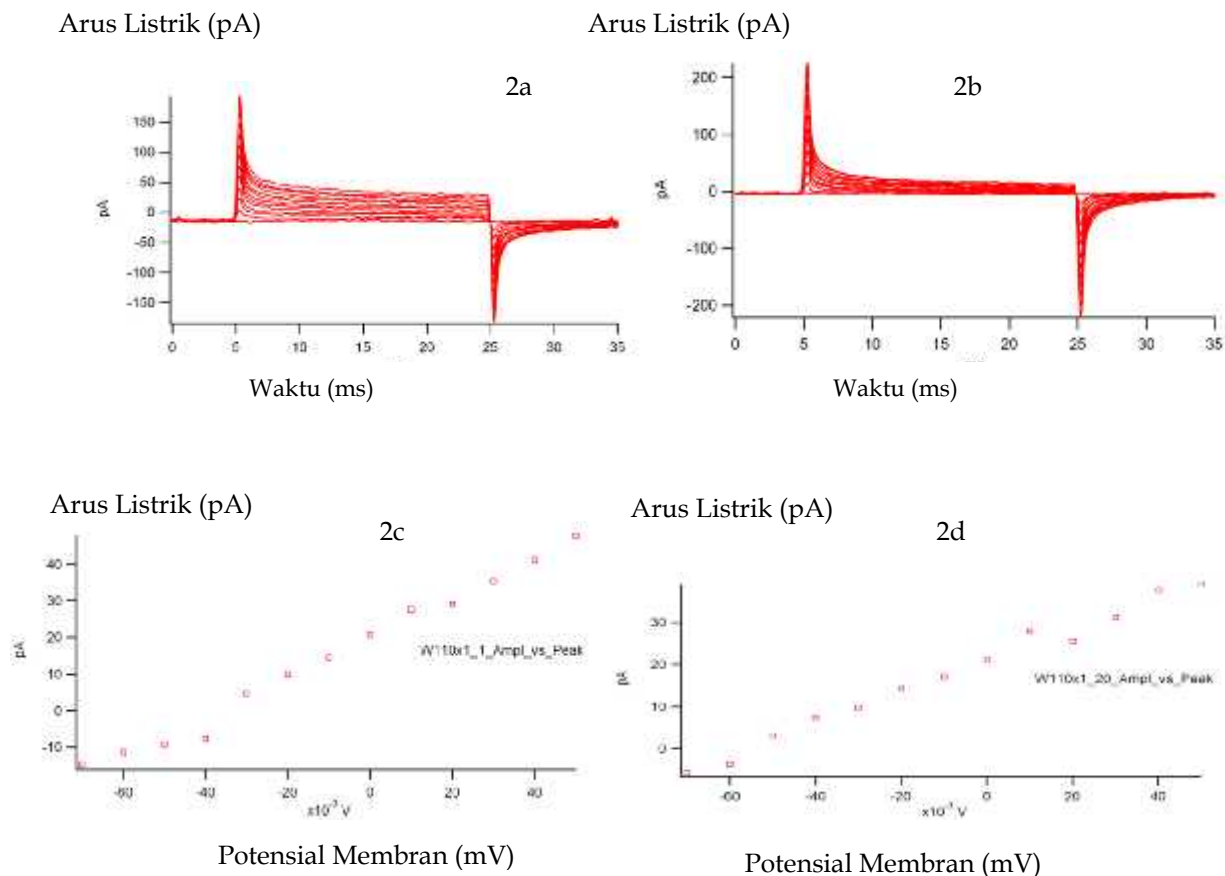 Arus Listrik (pA)
2a
150
100
50
0
-50
-100
-150
pA
0 5 10 15 20 25 30 35
Waktu (ms)
Arus Listrik (pA)
2b
200
100
0
-100
-200
pA
0 5 10 15 20 25 30 35
Waktu (ms)
Arus Listrik (pA)
2c
40
30
20
10
0
-10
pA
W110x1_1_Ampl_vs_Peak
-60 -40 -20 0 20 40
x10⁻³ V
Potensial Membran (mV)
Arus Listrik (pA)
2d
30
20
10
0
pA
W110x1_20_Ampl_vs_Peak
-60 -40 -20 0 20 40
x10⁻³ V
Potensial Membran (mV)